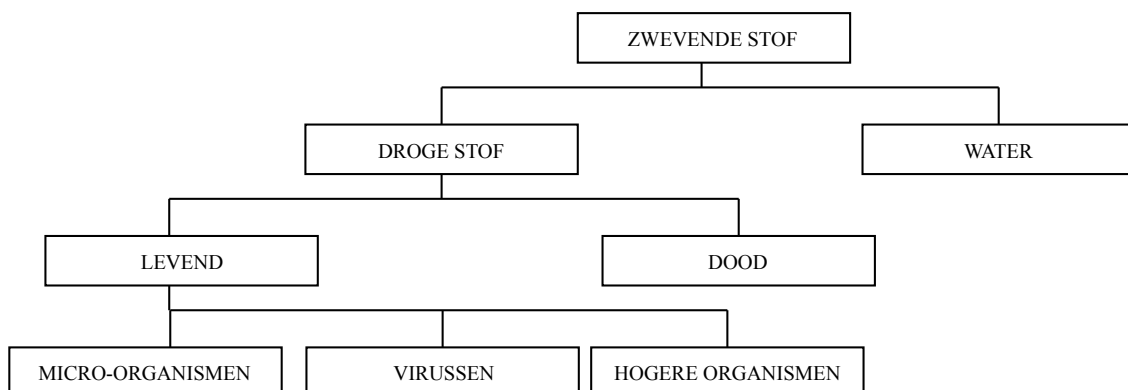 ZWEVENDE STOF
DROGE STOF
WATER
LEVEND
DOOD
MICRO-ORGANISMEN
VIRUSSEN
HOGERE ORGANISMEN